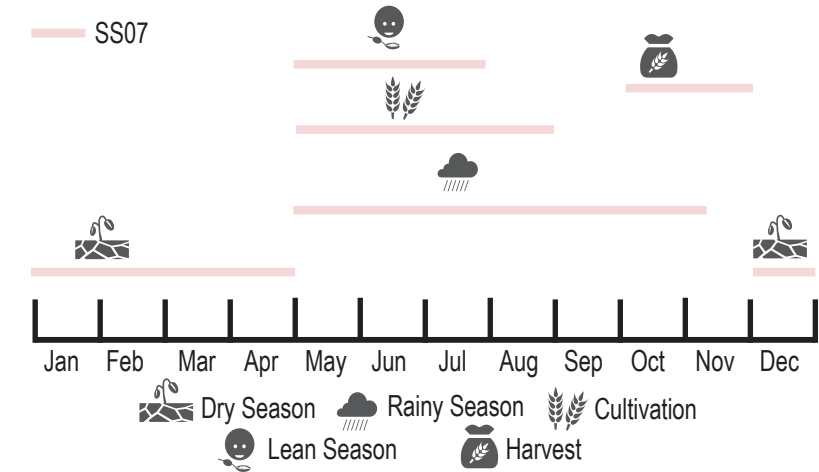 SS07
Jan Feb Mar Apr May Jun Jul Aug Sep Oct Nov Dec
Dry Season Rainy Season Cultivation
Lean Season Harvest